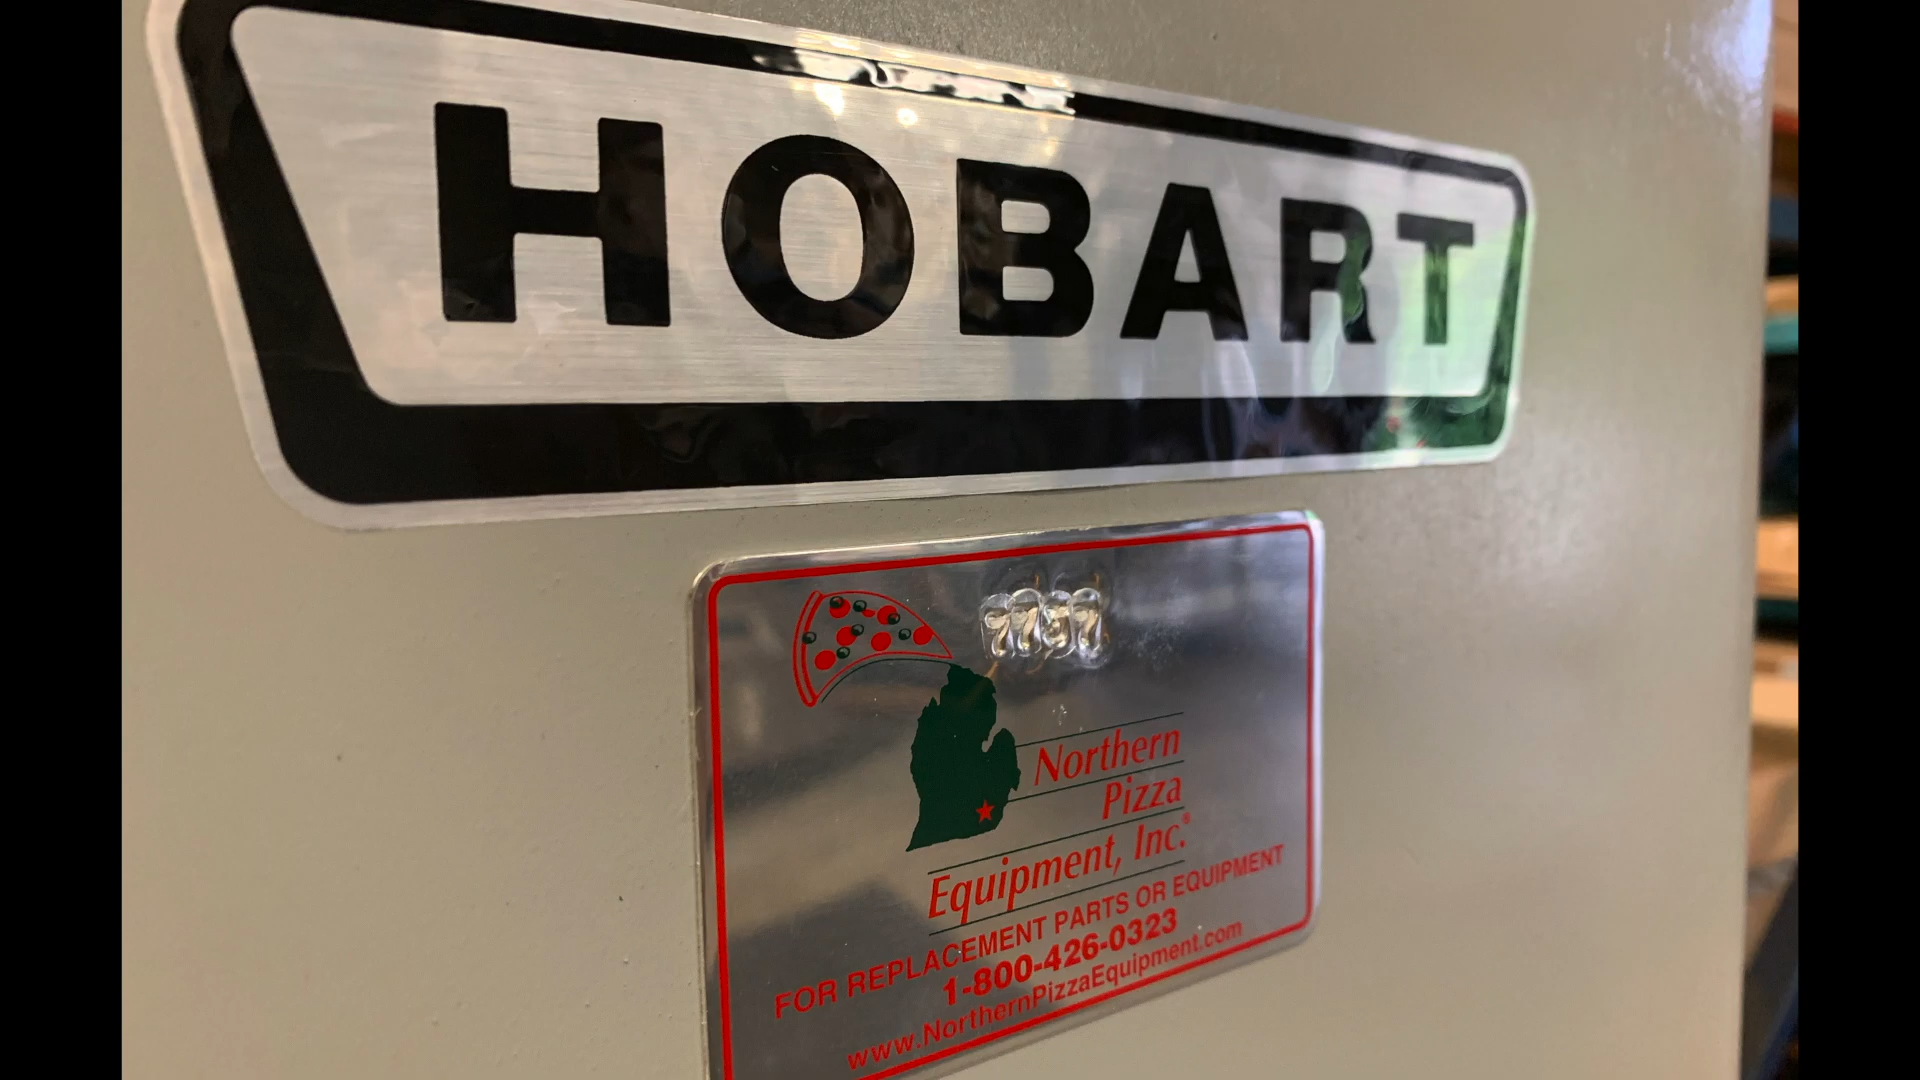 HOBART
Northern
Pizza
Equipment, Inc.®
FOR REPLACEMENT PARTS OR EQUIPMENT
1-800-426-0323
www.NorthernPizzaEquipment.com